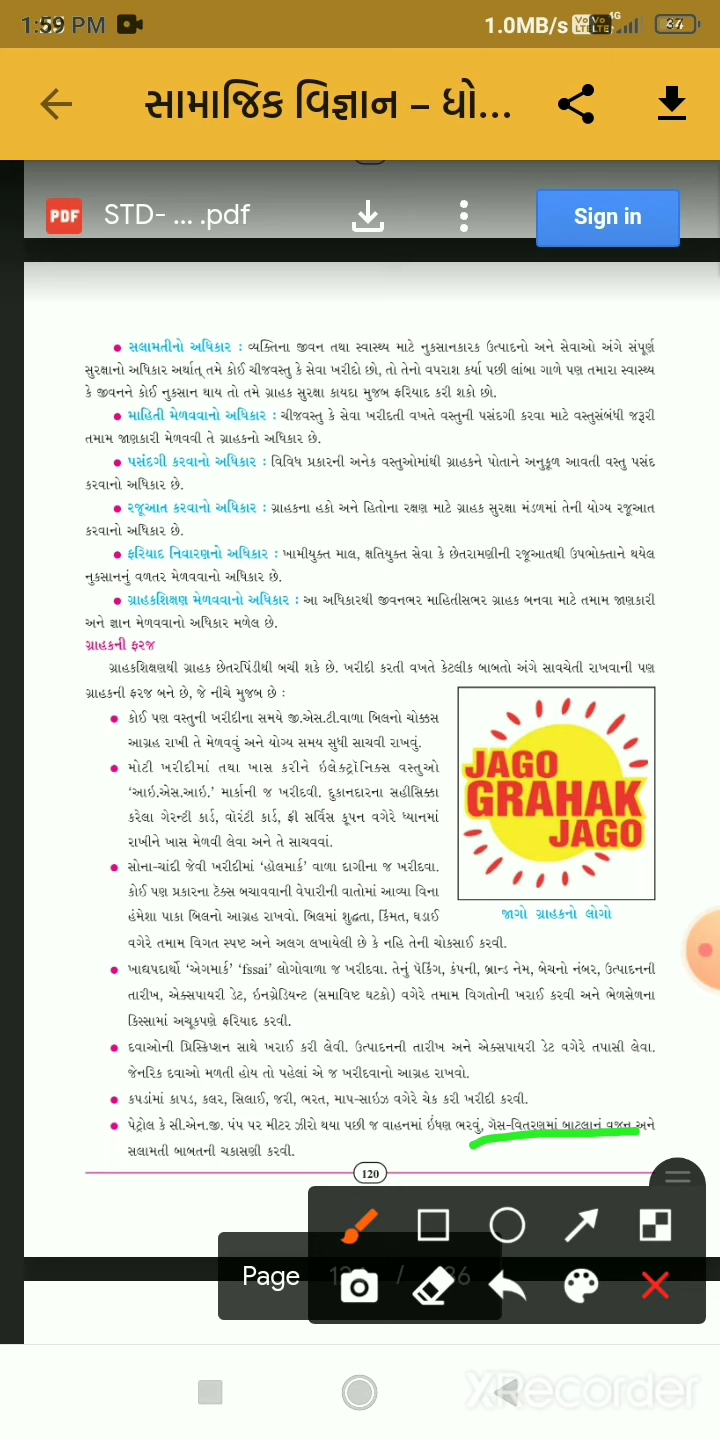 1:59 PM 1.0MB/s 4G
સામાજિક વિજ્ઞાન – ધો...
PDF STD- ... .pdf Sign in
• સલામતીનો અધિકાર : વ્યક્તિના જીવન તથા સ્વાસ્થ્ય માટે નુકસાનકારક ઉત્પાદનો અને સેવાઓ અંગે સંપૂર્ણ
સુરક્ષાનો અધિકાર અર્થાત્ તમે કોઈ ચીજવસ્તુ કે સેવા ખરીદો છો, તો તેનો વપરાશ કર્યા પછી લાંબા ગાળે પણ તમારા સ્વાસ્થ્ય
કે જીવનને કોઈ નુકસાન થાય તો તમે ગ્રાહક સુરક્ષા કાયદા મુજબ ફરિયાદ કરી શકો છો.
• માહિતી મેળવવાનો અધિકાર : ચીજવસ્તુ કે સેવા ખરીદતી વખતે વસ્તુની પસંદગી કરવા માટે વસ્તુસંબંધી જરૂરી
તમામ જાણકારી મેળવવી તે ગ્રાહકનો અધિકાર છે.
• પસંદગી કરવાનો અધિકાર : વિવિધ પ્રકારની અનેક વસ્તુઓમાંથી ગ્રાહકને પોતાને અનુકૂળ આવતી વસ્તુ પસંદ
કરવાનો અધિકાર છે.
• રજૂઆત કરવાનો અધિકાર : ગ્રાહકના હકો અને હિતોના રક્ષણ માટે ગ્રાહક સુરક્ષા મંડળમાં તેની યોગ્ય રજૂઆત
કરવાનો અધિકાર છે.
• ફરિયાદ નિવારણનો અધિકાર : ખામીયુક્ત માલ, ક્ષતિયુક્ત સેવા કે છેતરામણીની રજૂઆતથી ઉપભોક્તાને થયેલ
નુકસાનનું વળતર મેળવવાનો અધિકાર છે.
• ગ્રાહકશિક્ષણ મેળવવાનો અધિકાર : આ અધિકારથી જીવનભર માહિતીસભર ગ્રાહક બનવા માટે તમામ જાણકારી
અને જ્ઞાન મેળવવાનો અધિકાર મળેલ છે.
ગ્રાહકની ફરજ
ગ્રાહકશિક્ષણથી ગ્રાહક છેતરપિંડીથી બચી શકે છે. ખરીદી કરતી વખતે કેટલીક બાબતો અંગે સાવચેતી રાખવાની પણ
ગ્રાહકની ફરજ બને છે, જે નીચે મુજબ છે :
• કોઈ પણ વસ્તુની ખરીદીના સમયે જી.એસ.ટી.વાળા બિલનો ચોક્કસ
આગ્રહ રાખી તે મેળવવું અને યોગ્ય સમય સુધી સાચવી રાખવું.
• મોટી ખરીદીમાં તથા ખાસ કરીને ઇલેક્ટ્રૉનિક્સ વસ્તુઓ
‘આઇ.એસ.આઇ.’ માર્કાની જ ખરીદવી. દુકાનદારના સહીસિક્કા
કરેલા ગેરન્ટી કાર્ડ, વૉરંટી કાર્ડ, ફ્રી સર્વિસ કૂપન વગેરે ધ્યાનમાં
રાખીને ખાસ મેળવી લેવા અને તે સાચવવાં.
• સોના-ચાંદી જેવી ખરીદીમાં ‘હૉલમાર્ક’ વાળા દાગીના જ ખરીદવા.
કોઈ પણ પ્રકારના ટૅક્સ બચાવવાની વેપારીની વાતોમાં આવ્યા વિના
હંમેશા પાકા બિલનો આગ્રહ રાખવો. બિલમાં શુદ્ધતા, કિંમત, ઘડાઈ
વગેરે તમામ વિગત સ્પષ્ટ અને અલગ લખાયેલી છે કે નહિ તેની ચોકસાઈ કરવી.
JAGO
GRAHAK
JAGO
જાગો ગ્રાહકનો લોગો
• ખાદ્યપદાર્થો ‘એગમાર્ક’ ‘fssai’ લોગોવાળા જ ખરીદવા. તેનું પૅકિંગ, કંપની, બ્રાન્ડ નેમ, બેચનો નંબર, ઉત્પાદનની
તારીખ, એક્સપાયરી ડેટ, ઇનગ્રેડિયન્ટ (સમાવિષ્ટ ઘટકો) વગેરે તમામ વિગતોની ખરાઈ કરવી અને ભેળસેળના
કિસ્સામાં અચૂકપણે ફરિયાદ કરવી.
• દવાઓની પ્રિસ્ક્રિપ્શન સાથે ખરાઈ કરી લેવી. ઉત્પાદનની તારીખ અને એક્સપાયરી ડેટ વગેરે તપાસી લેવા.
જેનરિક દવાઓ મળતી હોય તો પહેલાં એ જ ખરીદવાનો આગ્રહ રાખવો.
• કપડાંમાં કાપડ, કલર, સિલાઈ, જરી, ભરત, માપ-સાઇઝ વગેરે ચેક કરી ખરીદી કરવી.
• પેટ્રોલ કે સી.એન.જી. પંપ પર મીટર ઝીરો થયા પછી જ વાહનમાં ઇંધણ ભરવું, ગૅસ-વિતરણમાં બાટલાનું વજન અને
સલામતી બાબતની ચકાસણી કરવી.
120
Page /
XRecorder